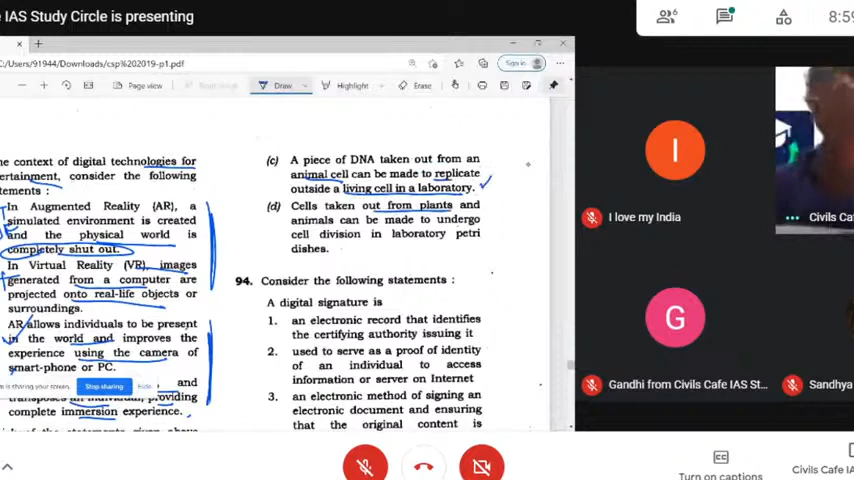 IAS Study Circle is presenting
8:59
C:/Users/91944/Downloads/csp%202019-p1.pdf
Sign in
Page view
Draw
Highlight
Erase
context of digital technologies for
consider the following
In Augmented Reality (AR), a
simulated environment is created
and the physical world is
completely shut out.
In Virtual Reality (VR), images
generated from a computer are
projected onto real-life objects or
surroundings.
AR allows individuals to be present
in the world and improves the
experience using the camera of
smart-phone or PC.
is sharing your screen.
Stop sharing
Hide
and
transposes an individual, providing
complete immersion experience.
(c) A piece of DNA taken out from an
animal cell can be made to replicate
outside a living cell in a laboratory.
(d) Cells taken out from plants and
animals can be made to undergo
cell division in laboratory petri
dishes.
94. Consider the following statements :
A digital signature is
1. an electronic record that identifies
the certifying authority issuing it
2. used to serve as a proof of identity
of an individual to access
information or server on Internet
3. an electronic method of signing an
electronic document and ensuring
that the original content is
6
I
I love my India
Civils Caf
G
Gandhi from Civils Cafe IAS St...
Sandhya
CC
Turn on captions
Civils Cafe IA